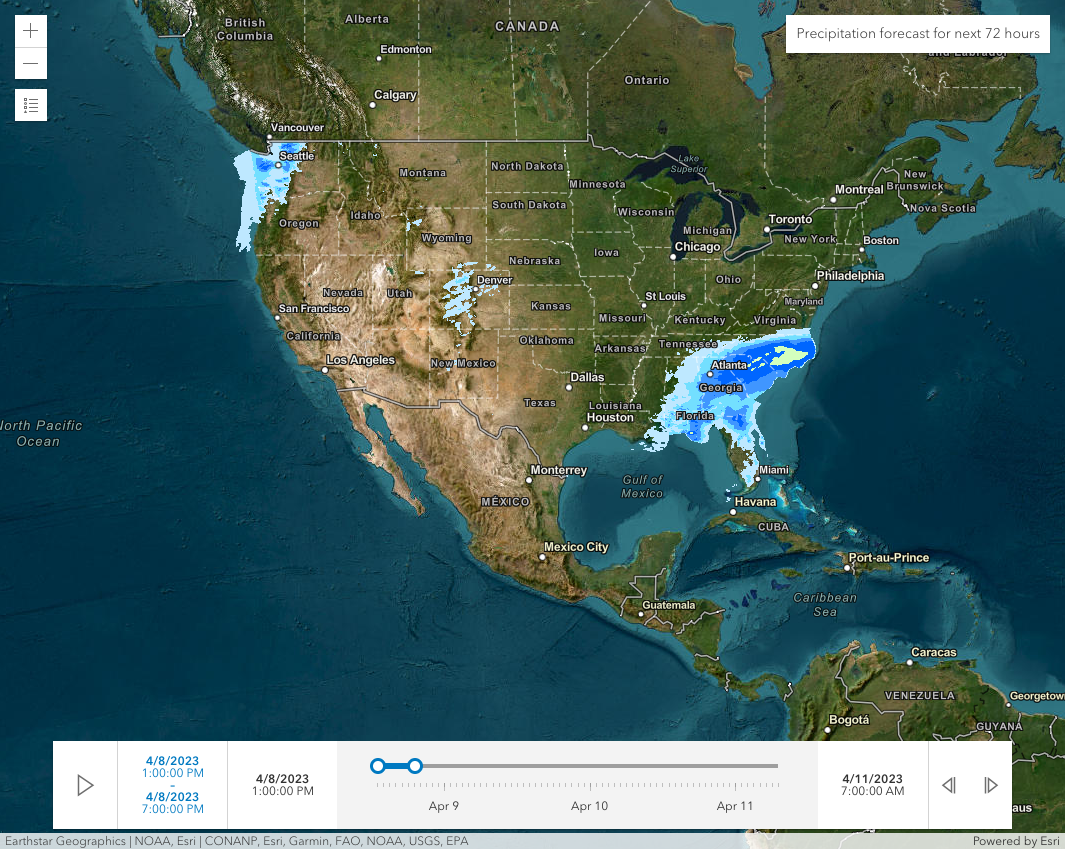 Precipitation forecast for next 72 hours
British
Columbia
Alberta
CANADA
Edmonton
Calgary
Ontario
and Labrador
Vancouver
Seattle
Montana
North Dakota
Minnesota
Lake
Superior
Montreal
New
Brunswick
Nova Scotia
Oregon
Idaho
South Dakota
Wisconsin
Michigan
Toronto
New York
Boston
Wyoming
Nebraska
Iowa
Chicago
Ohio
Philadelphia
Nevada
Utah
Denver
Kansas
St Louis
Maryland
San Francisco
California
Missouri
Kentucky
Virginia
Oklahoma
Arkansas
Tennessee
Los Angeles
New Mexico
Atlanta
Georgia
Dallas
Texas
Louisiana
Houston
Florida
North Pacific
Ocean
Monterrey
Gulf of
Mexico
Miami
MÉXICO
Havana
CUBA
Mexico City
Port-au-Prince
Guatemala
Caribbean
Sea
Caracas
VENEZUELA
Georgetown
Bogotá
GUYANA
4/8/2023
1:00:00 PM
–
4/8/2023
7:00:00 PM
4/8/2023
1:00:00 PM
Apr 9
Apr 10
Apr 11
4/11/2023
7:00:00 AM
aus
Earthstar Geographics | NOAA, Esri | CONANP, Esri, Garmin, FAO, NOAA, USGS, EPA
Powered by Esri